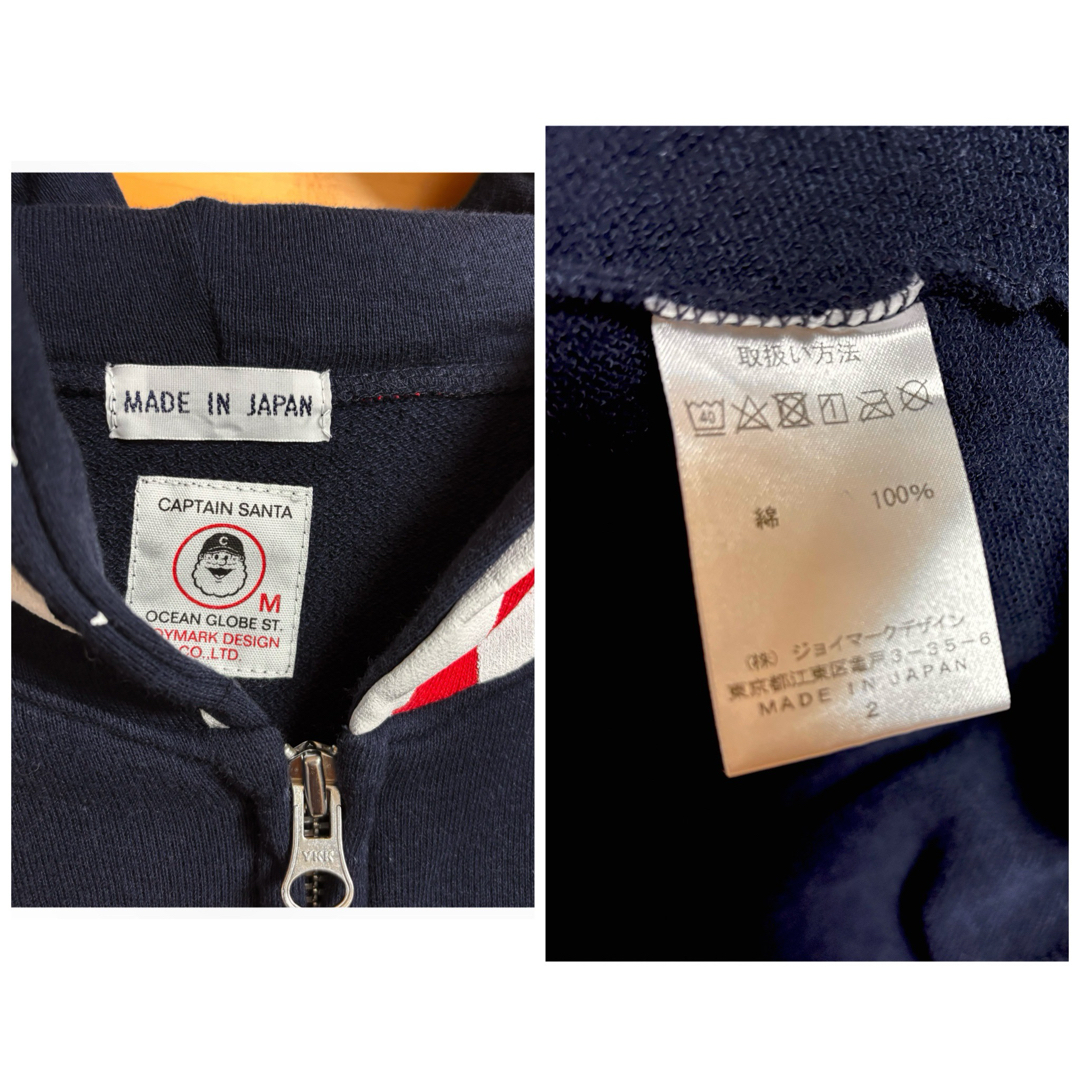 MADE IN JAPAN
CAPTAIN SANTA
C
M
OCEAN GLOBE ST.
OYMARK DESIGN
CO.,LTD.
YKK
取扱い方法
40
1
綿 100%
(株) ジョイマークデザイン
東京都江東区亀戸3-35-6
MADE IN JAPAN
2